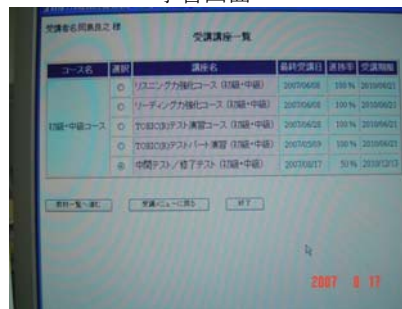 受講者名岡島良之 様
受講講座一覧
コース名 選択 講座名 最終受講日 進捗率 受講期限
リスニング力強化コース (初級・中級) 2007/06/08 100 % 2010/06/21
リーディング力強化コース (初級・中級) 2007/06/08 100 % 2010/06/21
初級・中級コース TOEIC(R)テスト演習コース (初級・中級) 2007/06/28 100 % 2010/06/21
TOEIC(R)テストパート演習 (初級・中級) 2007/05/09 100 % 2010/06/21
中間テスト/修了テスト (初級・中級) 2007/08/17 50 % 2010/12/13
教材一覧へ進む 受講メニューに戻る 終了
2007 8 17